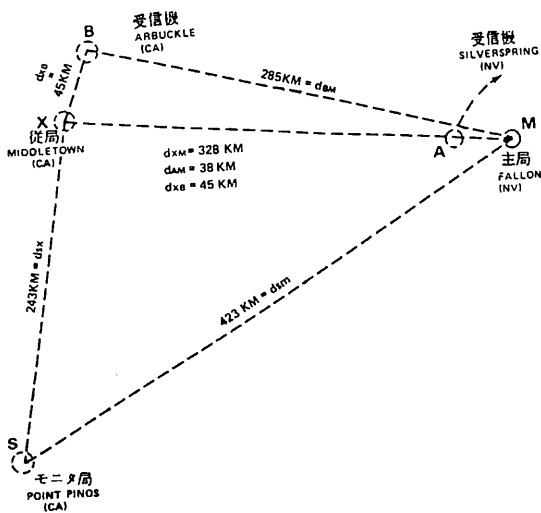 B
受信機
ARBUCKLE
(CA)
dXB
=
45KM
285KM = dBM
受信機
SILVERSPRING
(NV)
X
従局
MIDDLETOWN
(CA)
dXM = 328 KM
dAM = 38 KM
dXB = 45 KM
A
M
主局
FALLON
(NV)
243KM = dsx
423 KM = dsm
S
モニタ局
POINT PINOS
(CA)